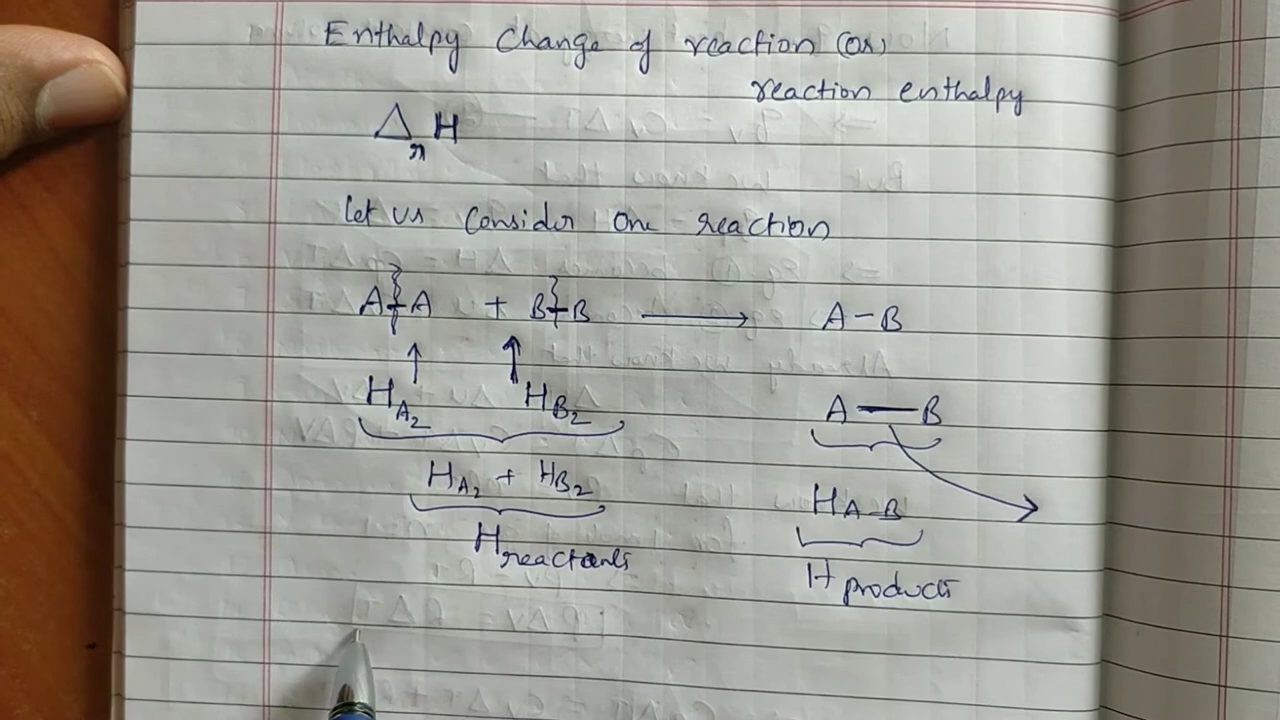 Enthalpy Change of reaction (or)
reaction enthalpy
ΔrH
let us Consider One reaction
A-A + B-B ⟶ A-B
HA2 HB2
A—B
HA2 + HB2
HA-B
Hreactants
Hproducts